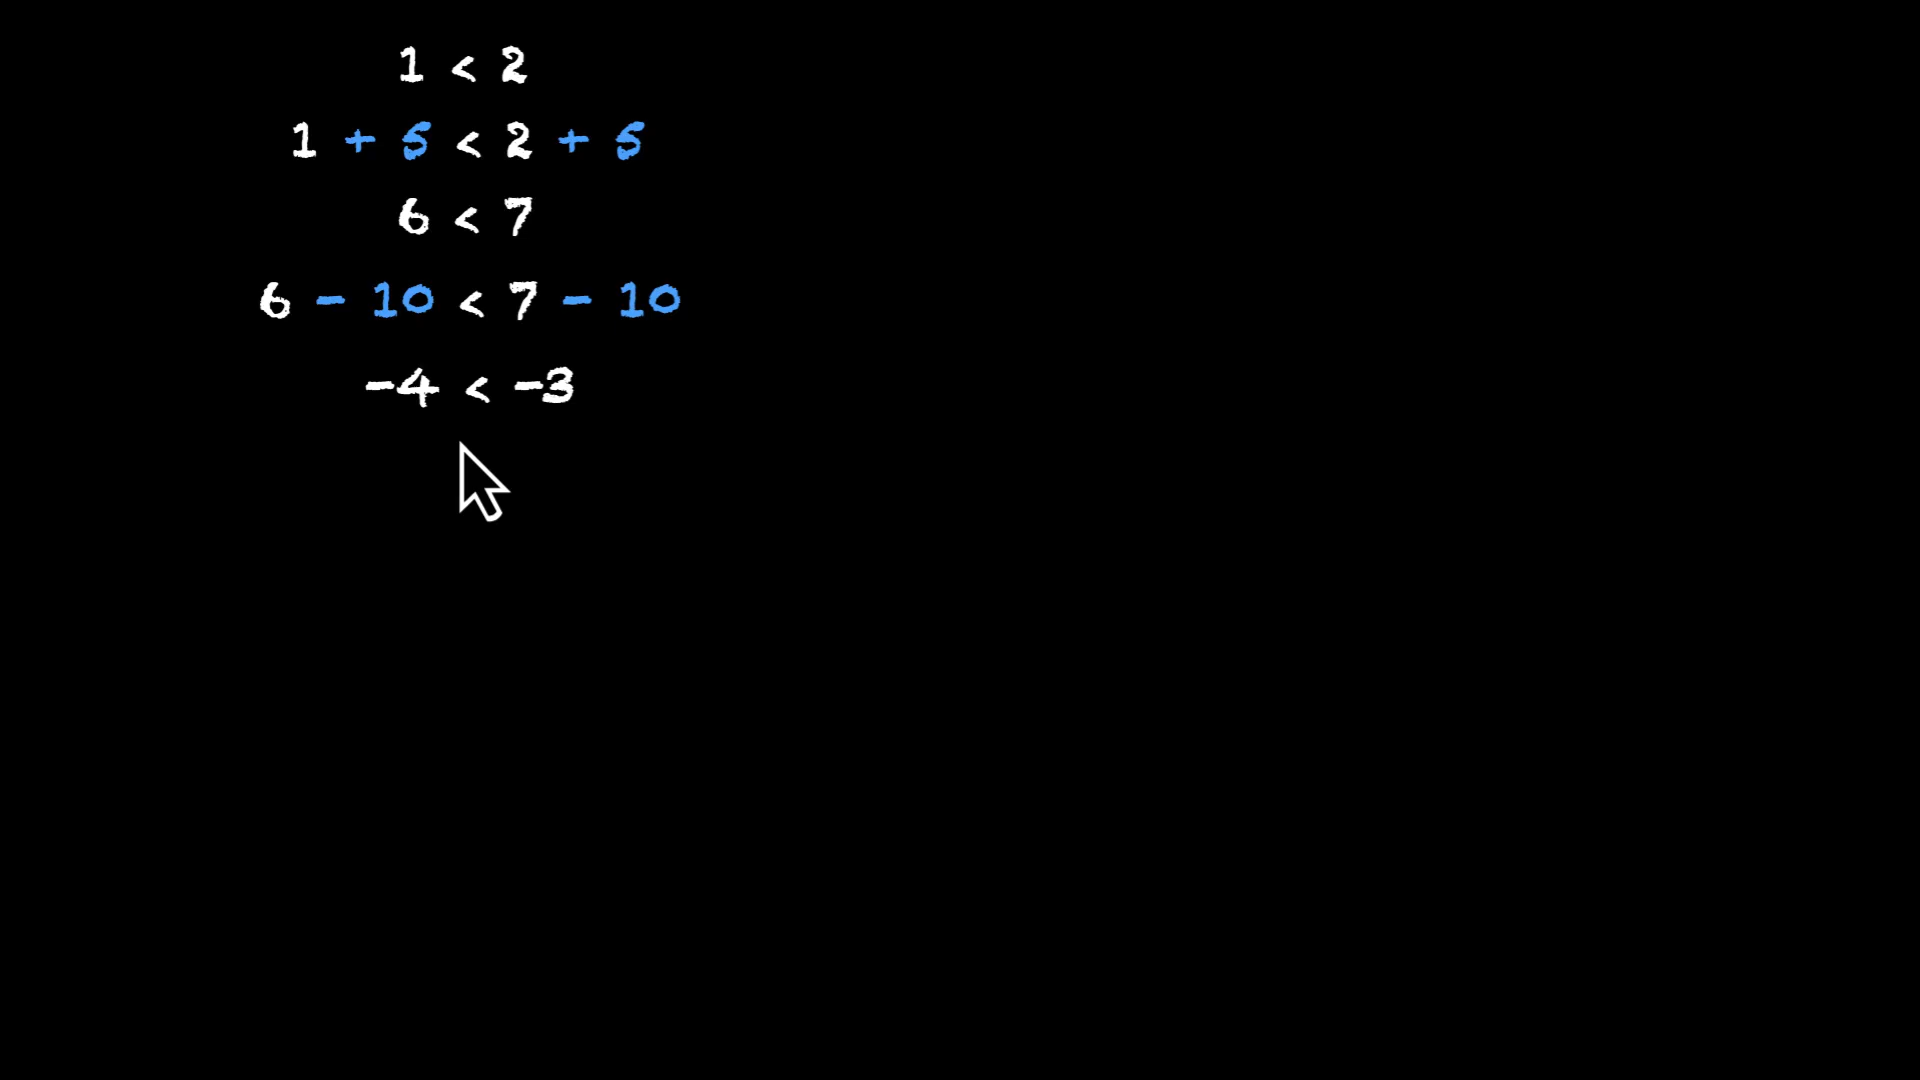 1 < 2
1 + 5 < 2 + 5
6 < 7
6 - 10 < 7 - 10
-4 < -3